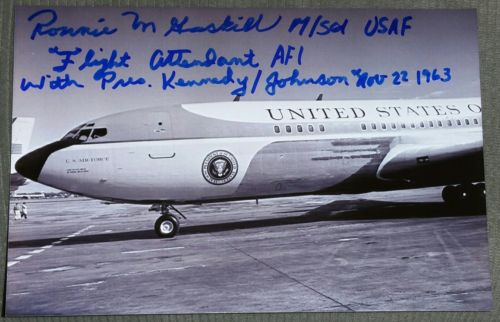 Ronnie M Gaskill M/Sgt USAF
"Flight Attendant AF1
with Pres. Kennedy/Johnson" Nov 22 1963
UNITED STATES O
U.S. AIR FORCE